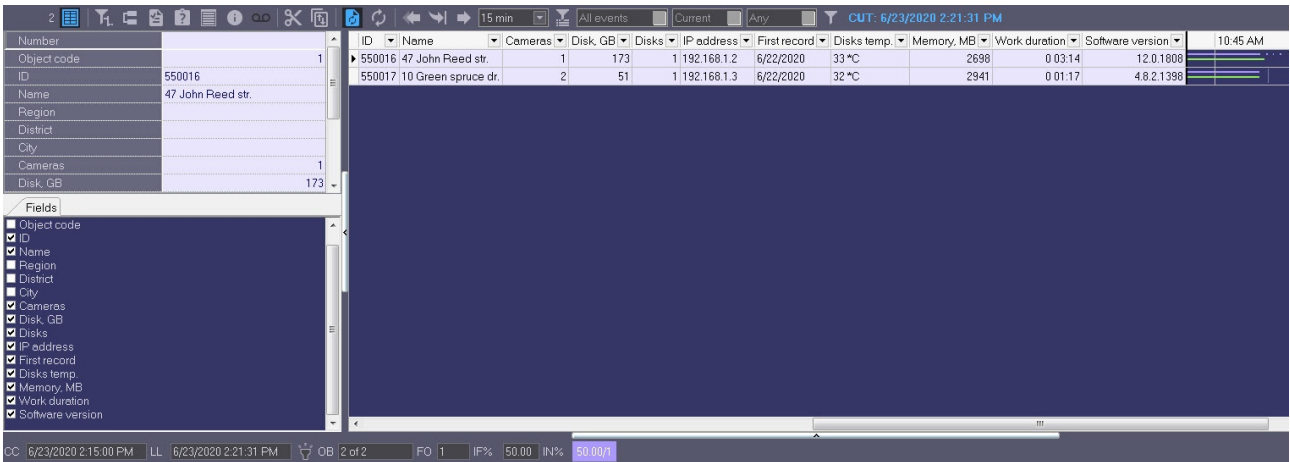 2 15 min All events Current Any CUT: 6/23/2020 2:21:31 PM
Number
Object code 1
ID 550016
Name 47 John Reed str.
Region
District
City
Cameras 1
Disk, GB 173
Fields
Object code
ID
Name
Region
District
City
Cameras
Disk, GB
Disks
IP address
First record
Disks temp.
Memory, MB
Work duration
Software version
ID Name Cameras Disk, GB Disks IP address First record Disks temp. Memory, MB Work duration Software version 10:45 AM
550016 47 John Reed str. 1 173 1 192.168.1.2 6/22/2020 33 °C 2698 0 03:14 12.0.1808
550017 10 Green spruce dr. 2 51 1 192.168.1.3 6/22/2020 32 °C 2941 0 01:17 4.8.2.1398
CC 6/23/2020 2:15:00 PM LL 6/23/2020 2:21:31 PM OB 2 of 2 FO 1 IF% 50.00 IN% 50.00/1